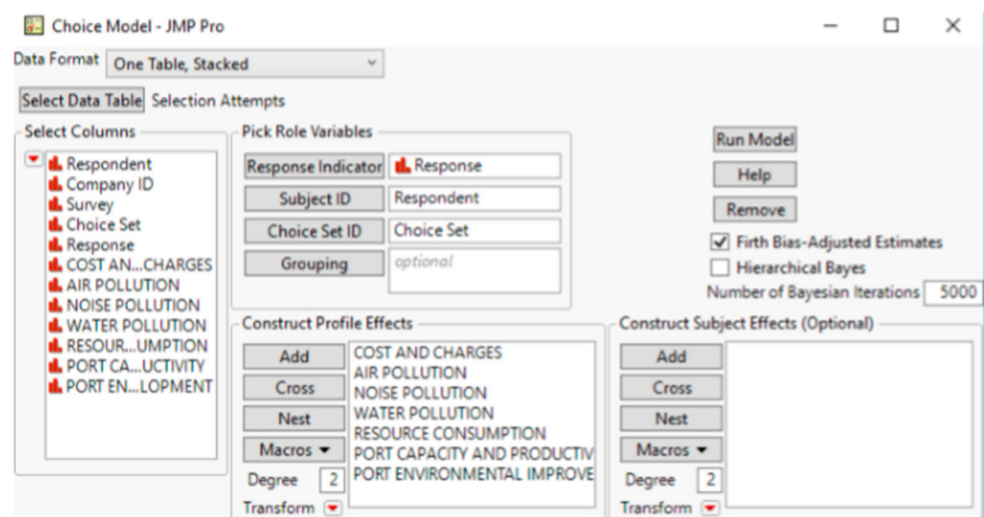 Choice Model - JMP Pro
Data Format One Table, Stacked
Select Data Table Selection Attempts
Select Columns
Respondent
Company ID
Survey
Choice Set
Response
COST AN...CHARGES
AIR POLLUTION
NOISE POLLUTION
WATER POLLUTION
RESOUR...UMPTION
PORT CA...UCTIVITY
PORT EN...LOPMENT
Pick Role Variables
Response Indicator Response
Subject ID Respondent
Choice Set ID Choice Set
Grouping optional
Run Model
Help
Remove
Firth Bias-Adjusted Estimates
Hierarchical Bayes
Number of Bayesian Iterations 5000
Construct Profile Effects
Add
Cross
Nest
Macros
Degree 2
Transform
COST AND CHARGES
AIR POLLUTION
NOISE POLLUTION
WATER POLLUTION
RESOURCE CONSUMPTION
PORT CAPACITY AND PRODUCTIV
PORT ENVIRONMENTAL IMPROVE
Construct Subject Effects (Optional)
Add
Cross
Nest
Macros
Degree 2
Transform